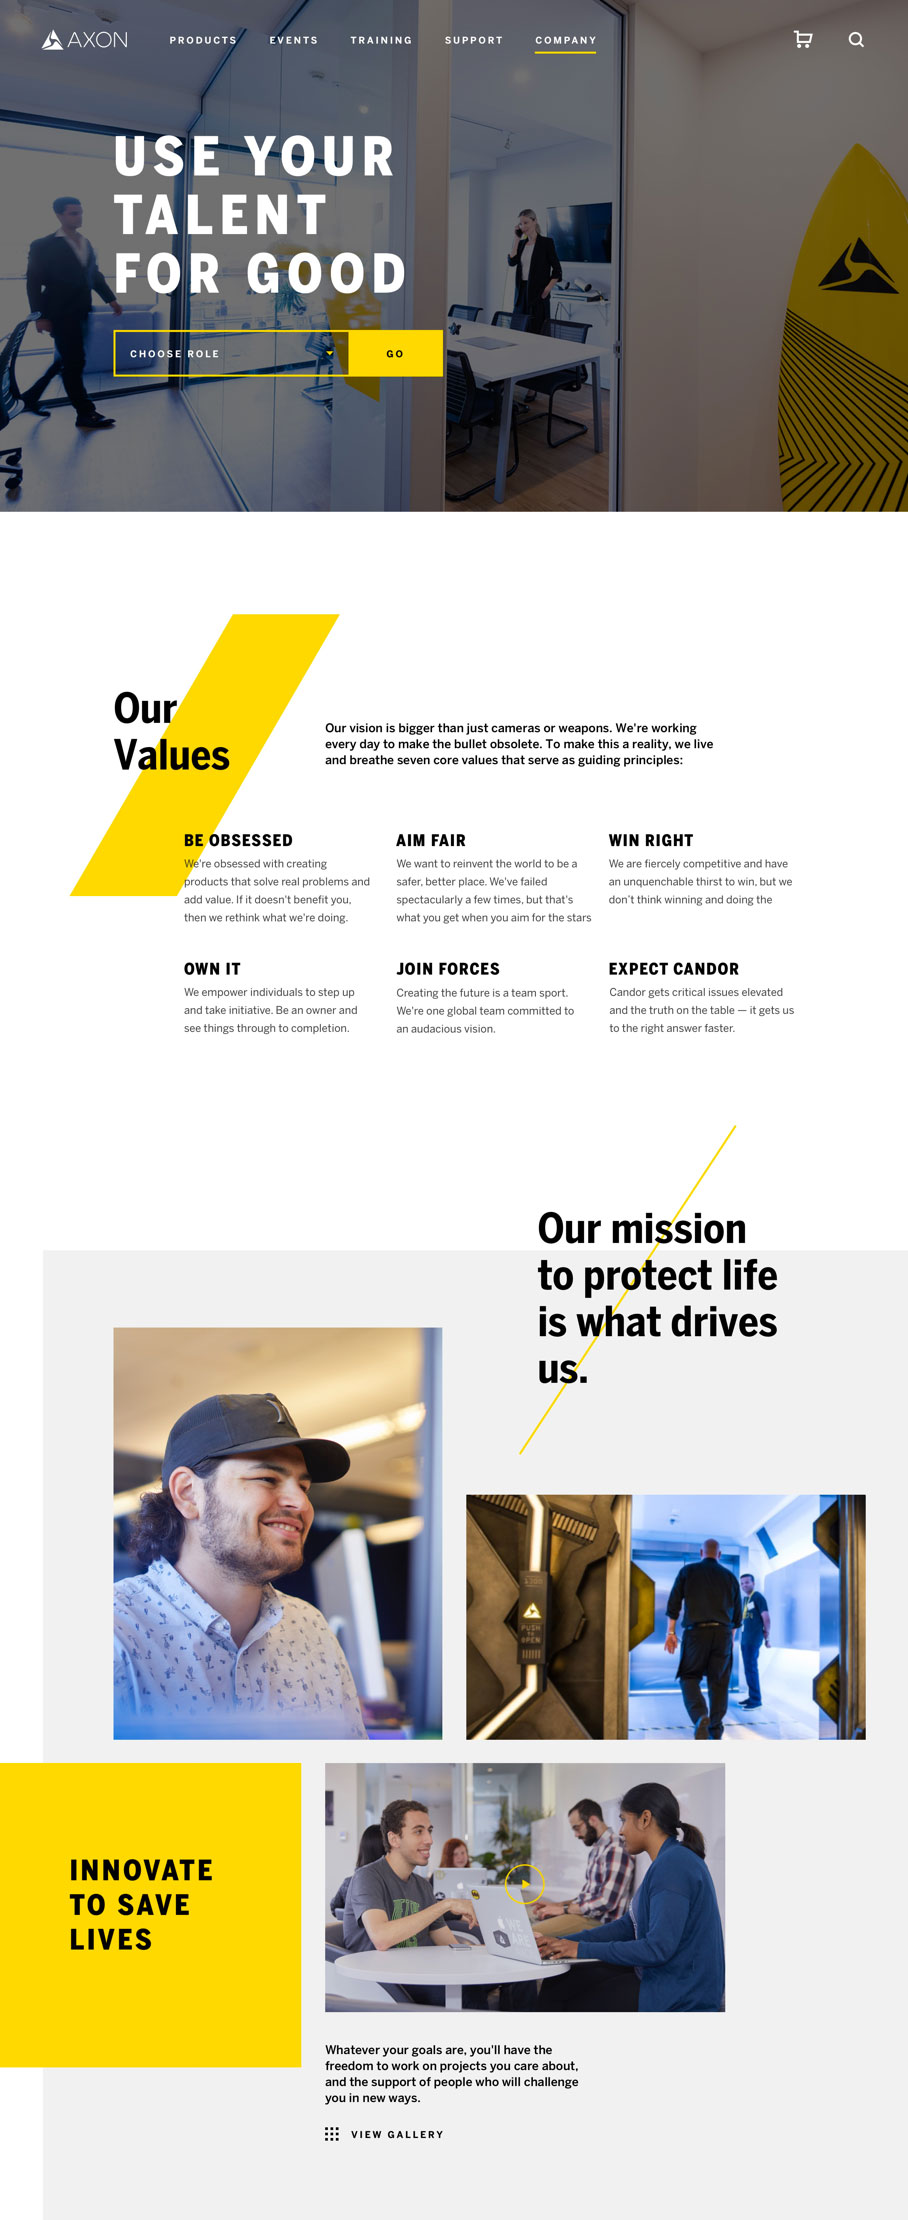 AXON
PRODUCTS
EVENTS
TRAINING
SUPPORT
COMPANY
USE YOUR
TALENT
FOR GOOD
CHOOSE ROLE
GO
Our
Values
Our vision is bigger than just cameras or weapons. We're working
every day to make the bullet obsolete. To make this a reality, we live
and breathe seven core values that serve as guiding principles:
BE OBSESSED
We're obsessed with creating
products that solve real problems and
add value. If it doesn't benefit you,
then we rethink what we're doing.
AIM FAIR
We want to reinvent the world to be a
safer, better place. We've failed
spectacularly a few times, but that's
what you get when you aim for the stars
WIN RIGHT
We are fiercely competitive and have
an unquenchable thirst to win, but we
don't think winning and doing the
OWN IT
We empower individuals to step up
and take initiative. Be an owner and
see things through to completion.
JOIN FORCES
Creating the future is a team sport.
We're one global team committed to
an audacious vision.
EXPECT CANDOR
Candor gets critical issues elevated
and the truth on the table — it gets us
to the right answer faster.
Our mission
to protect life
is what drives
us.
PUSH
TO
OPEN
INNOVATE
TO SAVE
LIVES
WE
ARE
Whatever your goals are, you'll have the
freedom to work on projects you care about,
and the support of people who will challenge
you in new ways.
VIEW GALLERY